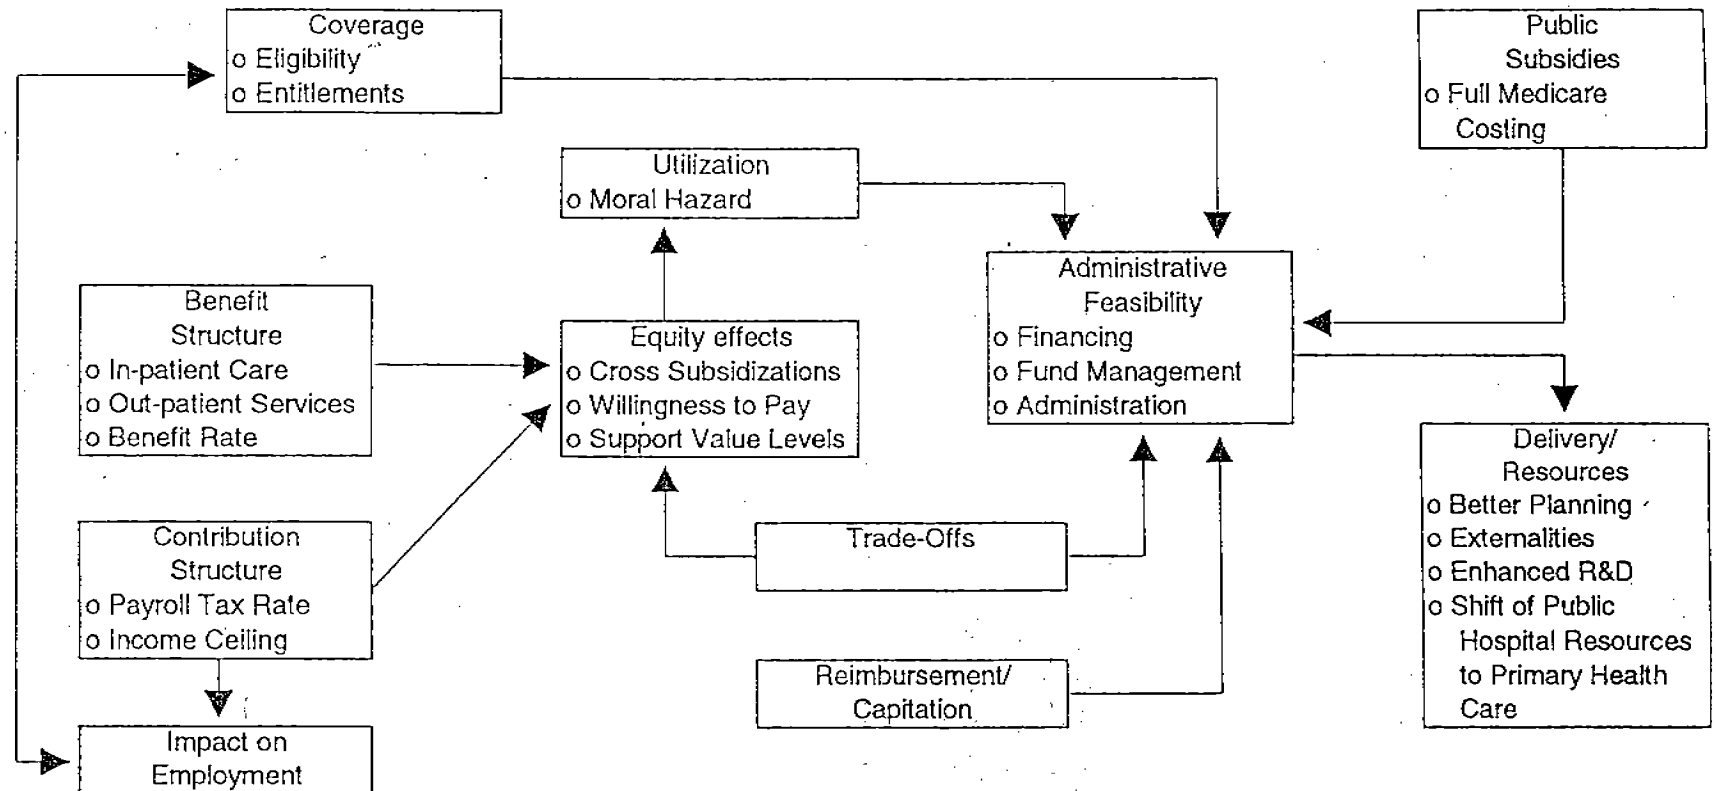 Coverage
o Eligibility
o Entitlements
Public
Subsidies
o Full Medicare
Costing
Utilization
o Moral Hazard
Administrative
Feasibility
o Financing
o Fund Management
o Administration
Benefit
Structure
o In-patient Care
o Out-patient Services
o Benefit Rate
Equity effects
o Cross Subsidizations
o Willingness to Pay
o Support Value Levels
Delivery/
Resources
o Better Planning
o Externalities
o Enhanced R&D
o Shift of Public
Hospital Resources
to Primary Health
Care
Contribution
Structure
o Payroll Tax Rate
o Income Ceiling
Trade-Offs
Reimbursement/
Capitation
Impact on
Employment